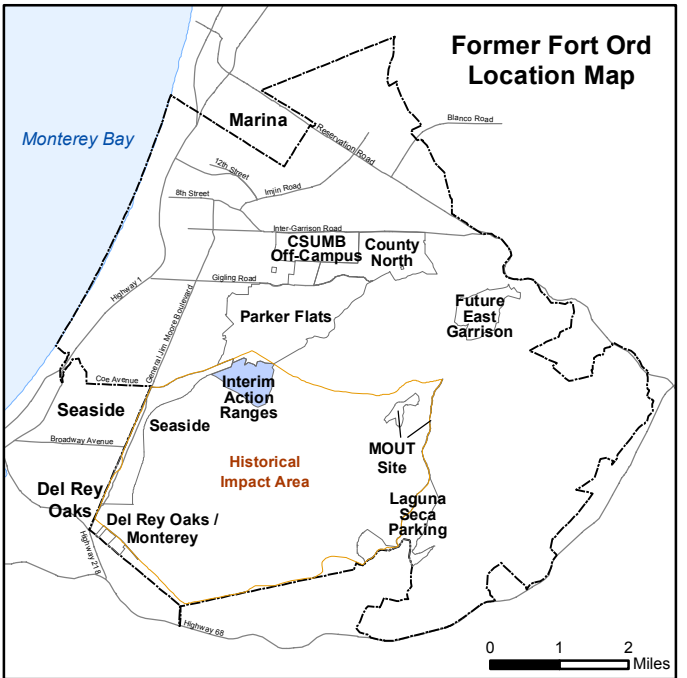 Former Fort Ord
Location Map
Marina
Monterey Bay
Blanco Road
Reservation Road
12th Street
Imjin Road
8th Street
Inter-Garrison Road
CSUMB
Off-Campus
County
North
Gigling Road
Highway 1
General Jim Moore Boulevard
Parker Flats
Future
East
Garrison
Coe Avenue
Interim
Action
Ranges
Seaside
Seaside
Broadway Avenue
MOUT
Site
Historical
Impact Area
Del Rey
Oaks
Laguna
Seca
Parking
Del Rey Oaks /
Monterey
Highway 218
Highway 68
0 1 2
Miles